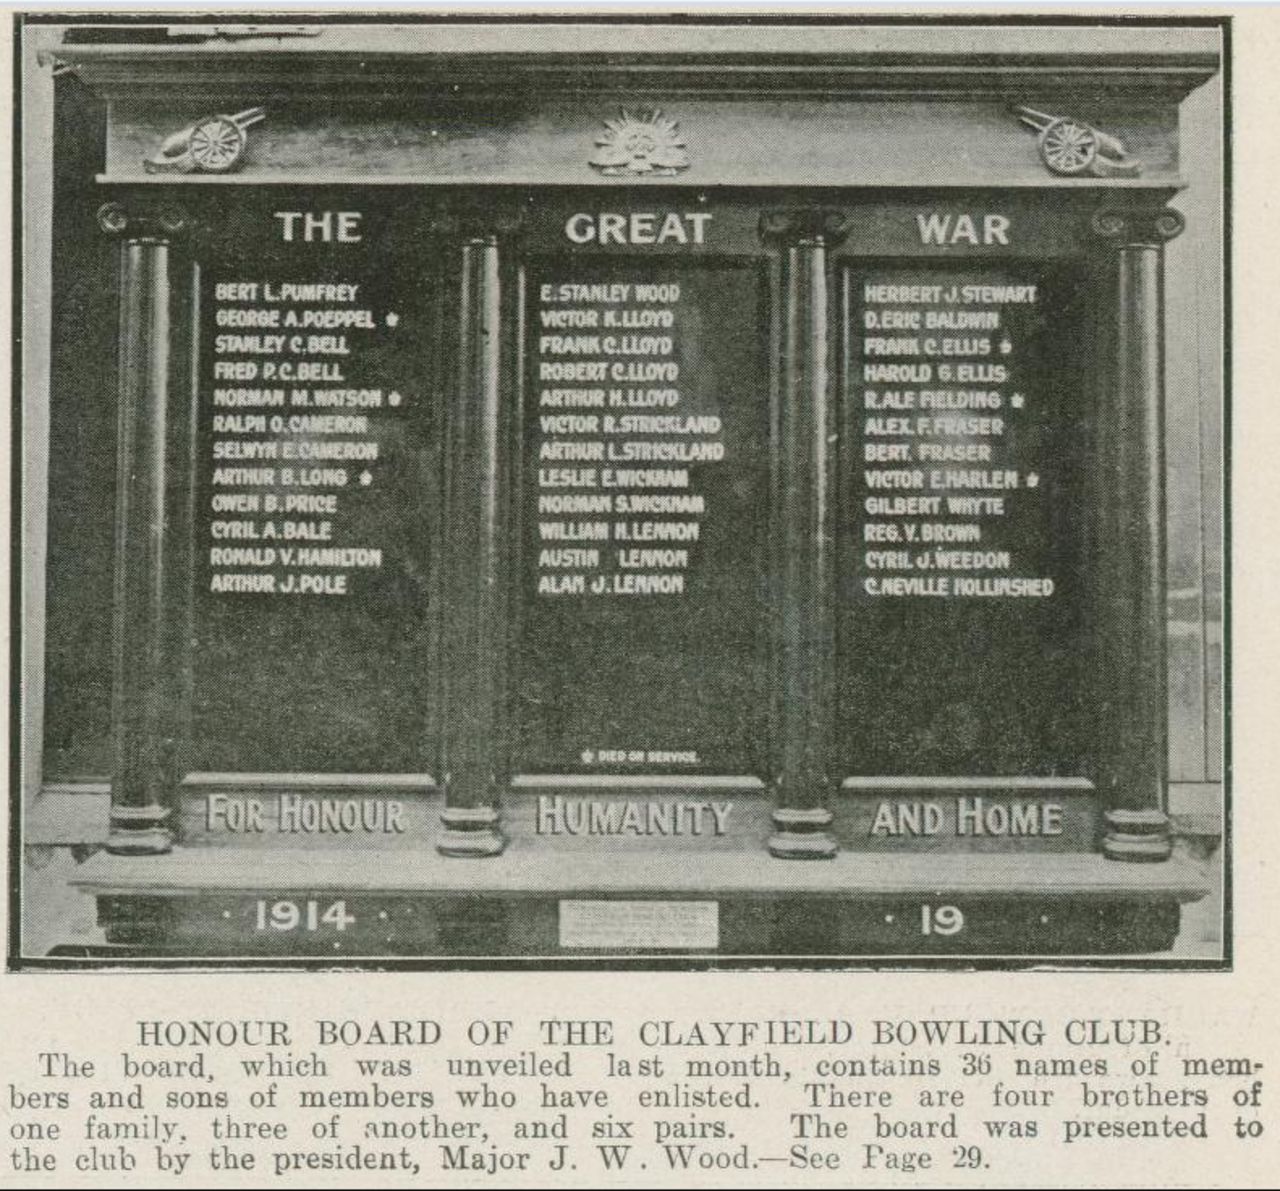 THE GREAT WAR
BERT L. PUMFREY
GEORGE A. POEPPEL *
STANLEY C. BELL
FRED P. C. BELL
NORMAN M. WATSON *
RALPH O. CAMERON
SELWYN E. CAMERON
ARTHUR B. LONG *
OWEN B. PRICE
CYRIL A. BALE
RONALD V. HAMILTON
ARTHUR J. POLE
E. STANLEY WOOD
VICTOR K. LLOYD
FRANK C. LLOYD
ROBERT C. LLOYD
ARTHUR H. LLOYD
VICTOR R. STRICKLAND
ARTHUR L. STRICKLAND
LESLIE E. WICKHAM
NORMAN S. WICKHAM
WILLIAM H. LENNON
AUSTIN LENNON
ALAN J. LENNON
HERBERT J. STEWART
D. ERIC BALDWIN
FRANK C. ELLIS *
HAROLD G. ELLIS
R. ALF FIELDING *
ALEX. F. FRASER
BERT. FRASER
VICTOR E. HARLEN *
GILBERT WHYTE
REG. V. BROWN
CYRIL J. WEEDON
C. NEVILLE HOLLINSHED
* DIED ON SERVICE.
FOR HONOUR HUMANITY AND HOME
· 1914 · · 19 ·
HONOUR BOARD OF THE CLAYFIELD BOWLING CLUB.
The board, which was unveiled last month, contains 36 names of mem-
bers and sons of members who have enlisted. There are four brothers of
one family, three of another, and six pairs. The board was presented to
the club by the president, Major J. W. Wood.—See Page 29.